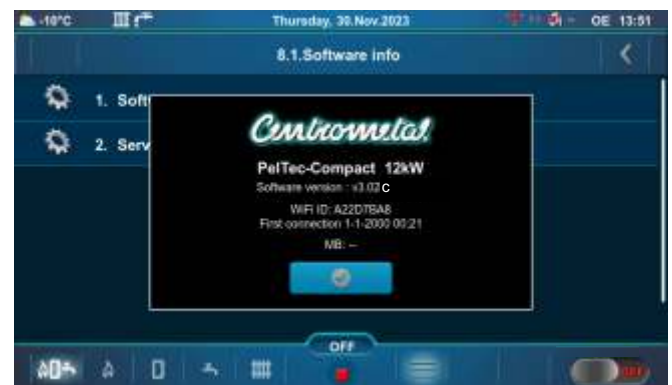 -10°C
Thursday, 30.Nov.2023
OE 13:51
8.1.Software info
1. Soft
2. Serv
Centrometal
PelTec-Compact 12kW
Software version : v3.02c
WiFi ID: A22D7BA8
First connection 1-1-2000 00:21
MB: --
OFF
OFF